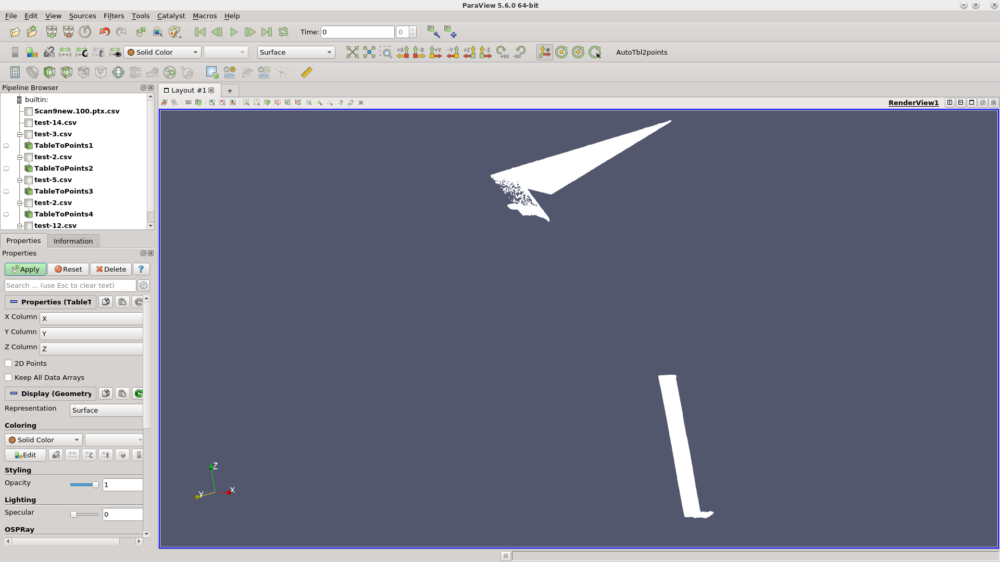 ParaView 5.6.0 64-bit
File Edit View Sources Filters Tools Catalyst Macros Help
Time: 0 0
Solid Color Surface +X -X +Y -Y +Z -Z +90 -90 AutoTbl2points
Pipeline Browser
builtin:
Scan9new.100.ptx.csv
test-14.csv
test-3.csv
TableToPoints1
test-2.csv
TableToPoints2
test-5.csv
TableToPoints3
test-2.csv
TableToPoints4
test-12.csv
Layout #1 +
3D RenderView1
Properties Information
Properties
Apply Reset Delete ?
Search ... (use Esc to clear text)
Properties (TableT
X Column X
Y Column Y
Z Column Z
2D Points
Keep All Data Arrays
Display (Geometry
Representation Surface
Coloring
Solid Color
Edit
Styling
Opacity 1
Lighting
Specular 0
OSPRay
Z
Y X